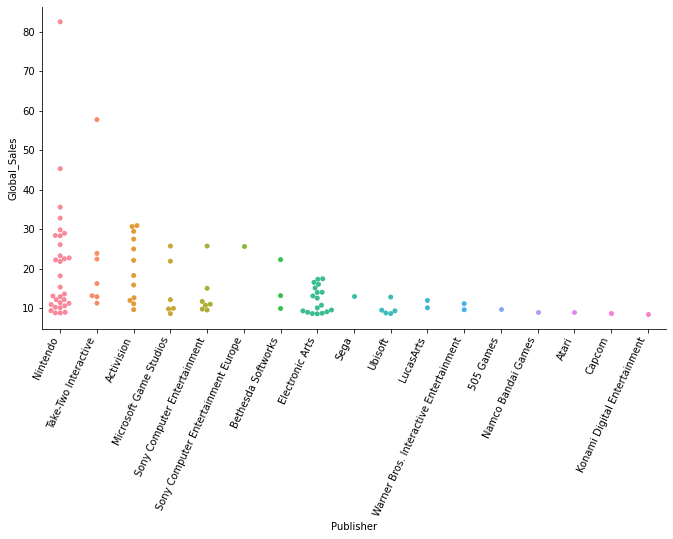 Global_Sales
80
70
60
50
40
30
20
10
Nintendo
Take-Two Interactive
Activision
Microsoft Game Studios
Sony Computer Entertainment
Sony Computer Entertainment Europe
Bethesda Softworks
Electronic Arts
Sega
Ubisoft
LucasArts
Warner Bros. Interactive Entertainment
505 Games
Namco Bandai Games
Atari
Capcom
Konami Digital Entertainment
Publisher